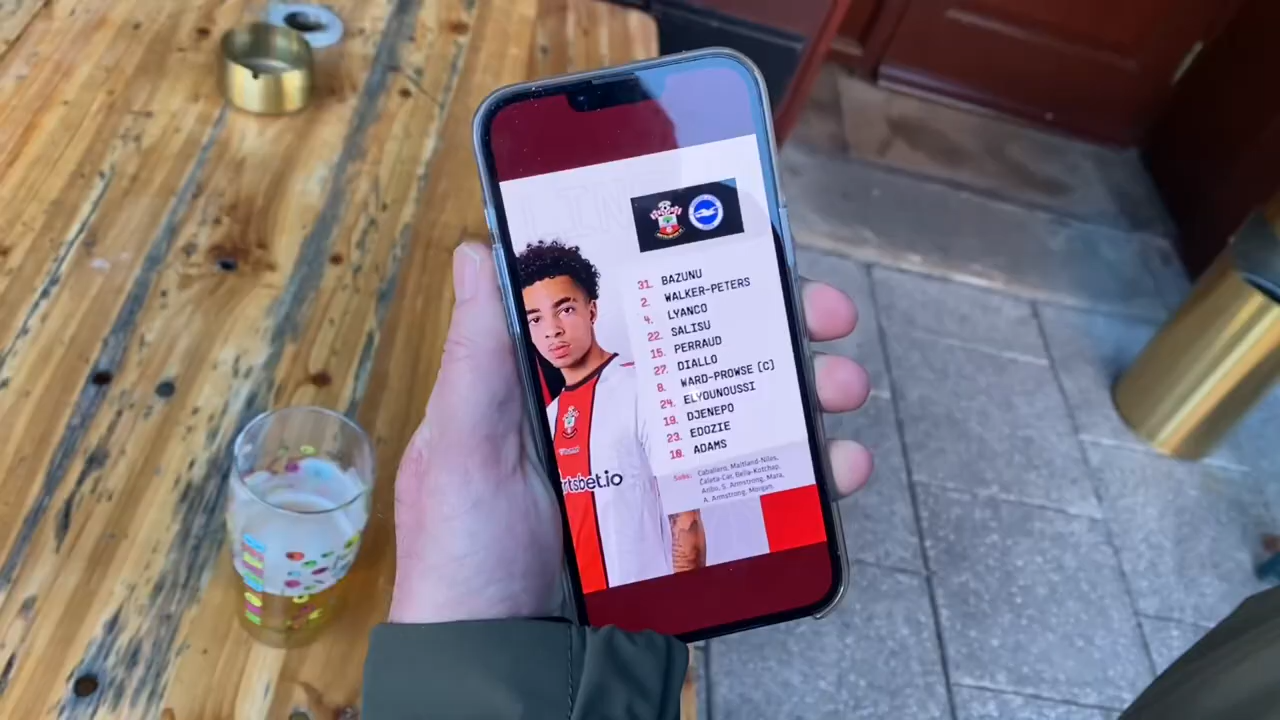 LINE
31. BAZUNU
2. WALKER-PETERS
4. LYANCO
22. SALISU
15. PERRAUD
27. DIALLO
8. WARD-PROWSE (C)
24. ELYOUNOUSSI
19. DJENEPO
23. EDOZIE
10. ADAMS
Subs: Caballero, Maitland-Niles,
Caleta-Car, Bella-Kotchap,
Aribo, S. Armstrong, Mara,
A. Armstrong, Morgan.
rtsbet.io